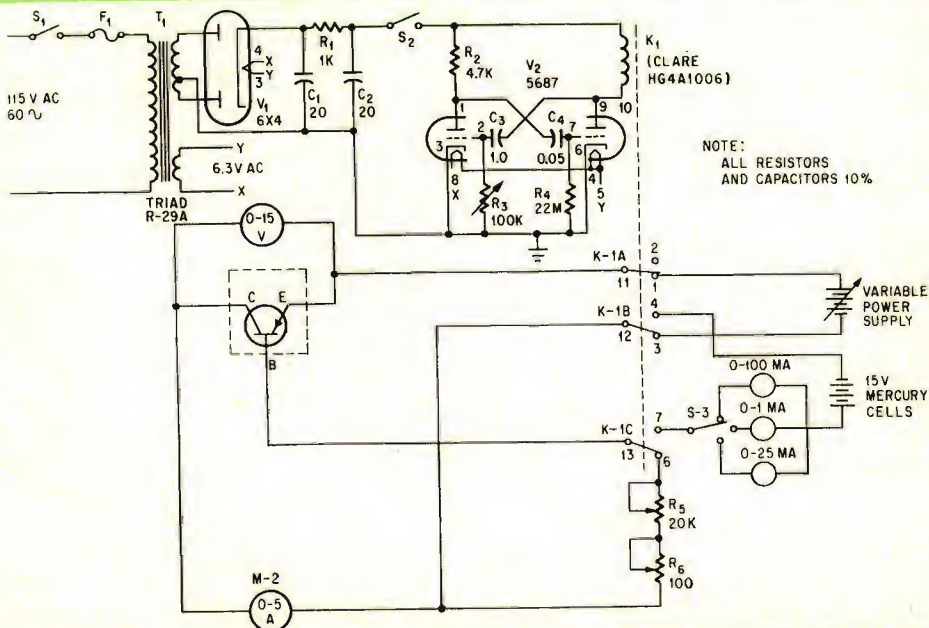 S1
F1
T1
115 V AC
60 ~
TRIAD
R-29A
4
X
Y
3
V1
6X4
Y
6.3V AC
X
R1
1K
C1
20
C2
20
S2
R2
4.7K
V2
5687
K1
(CLARE
HG4A1006)
1
9
10
3
2
C3
1.0
C4
0.05
7
6
8
X
4
5
Y
R3
100K
R4
22M
NOTE:
ALL RESISTORS
AND CAPACITORS 10%
0-15
V
C
E
B
K-1A
11
2
1
K-1B
12
4
3
VARIABLE
POWER
SUPPLY
15V
MERCURY
CELLS
0-100 MA
0-1 MA
0-25 MA
S-3
7
K-1C
13
6
R5
20K
R6
100
M-2
0-5
A